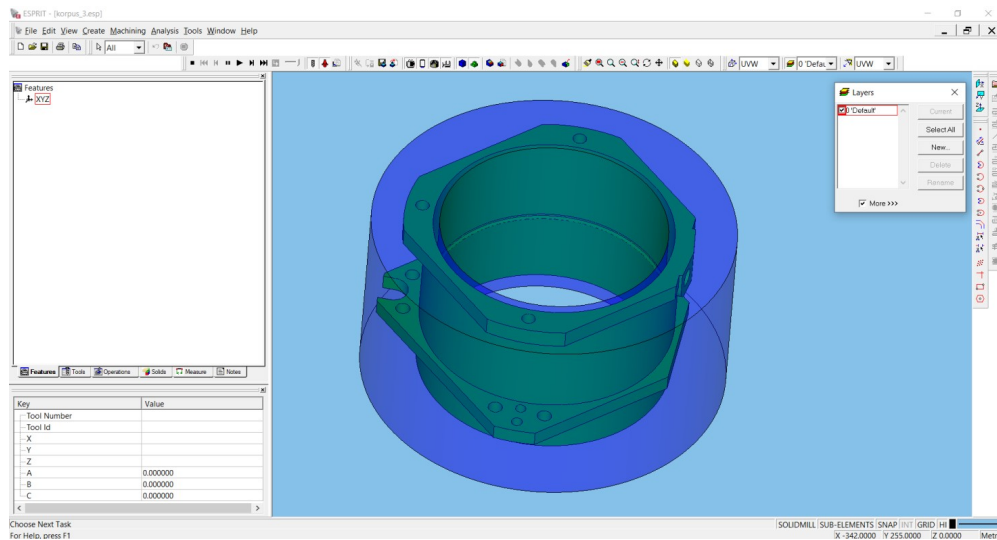 ESPRIT - [korpus_3.esp]
File Edit View Create Machining Analysis Tools Window Help
All
UVW
0 'Defau
UVW
Features
XYZ
Layers
0 'Default'
Current
Select All
New...
Delete
Rename
More >>>
Features Tools Operations Solids Measure Notes
Key Value
Tool Number
Tool Id
X
Y
Z
A 0.000000
B 0.000000
C 0.000000
Choose Next Task
SOLIDMILL SUB-ELEMENTS SNAP INT GRID HI
For Help, press F1
X -342.0000 Y 255.0000 Z 0.0000 Metr